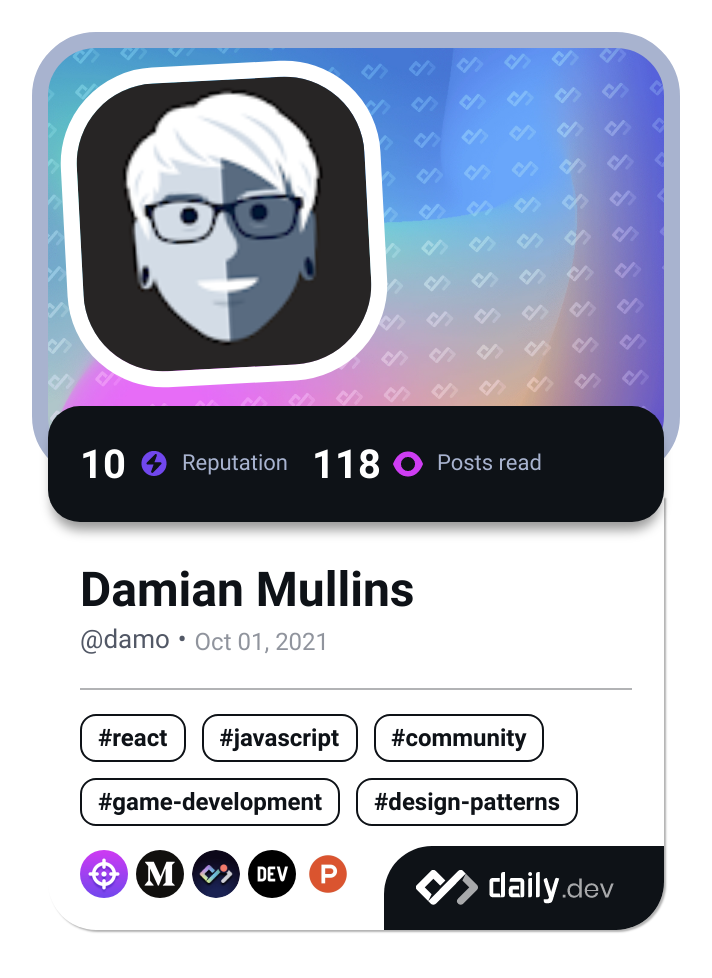 10 Reputation 118 Posts read
Damian Mullins
@damo • Oct 01, 2021
#react #javascript #community
#game-development #design-patterns
M DEV P daily.dev